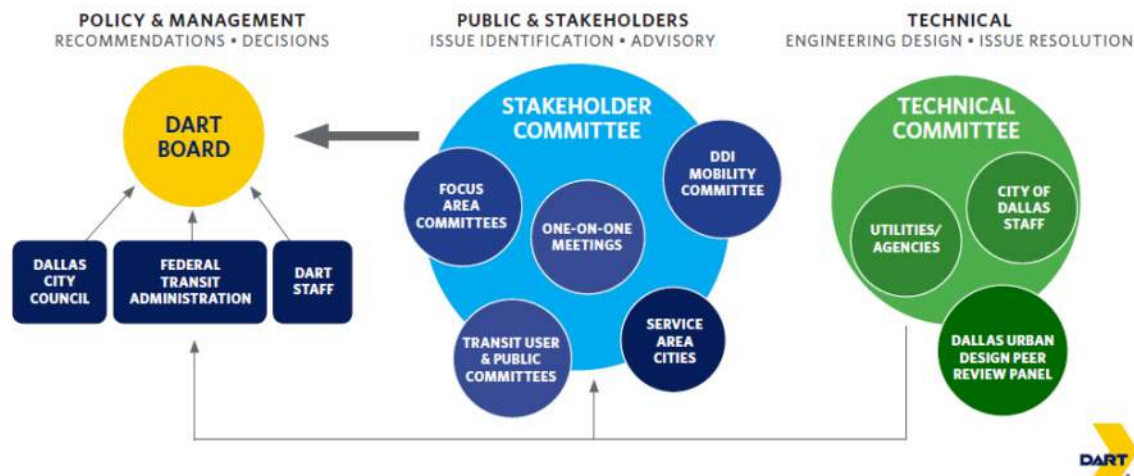 POLICY & MANAGEMENT
RECOMMENDATIONS • DECISIONS
DART
BOARD
DALLAS
CITY
COUNCIL
FEDERAL
TRANSIT
ADMINISTRATION
DART
STAFF
PUBLIC & STAKEHOLDERS
ISSUE IDENTIFICATION • ADVISORY
STAKEHOLDER
COMMITTEE
FOCUS
AREA
COMMITTEES
ONE-ON-ONE
MEETINGS
DDI
MOBILITY
COMMITTEE
TRANSIT USER
& PUBLIC
COMMITTEES
SERVICE
AREA
CITIES
TECHNICAL
ENGINEERING DESIGN • ISSUE RESOLUTION
TECHNICAL
COMMITTEE
UTILITIES/
AGENCIES
CITY OF
DALLAS
STAFF
DALLAS URBAN
DESIGN PEER
REVIEW PANEL
DART